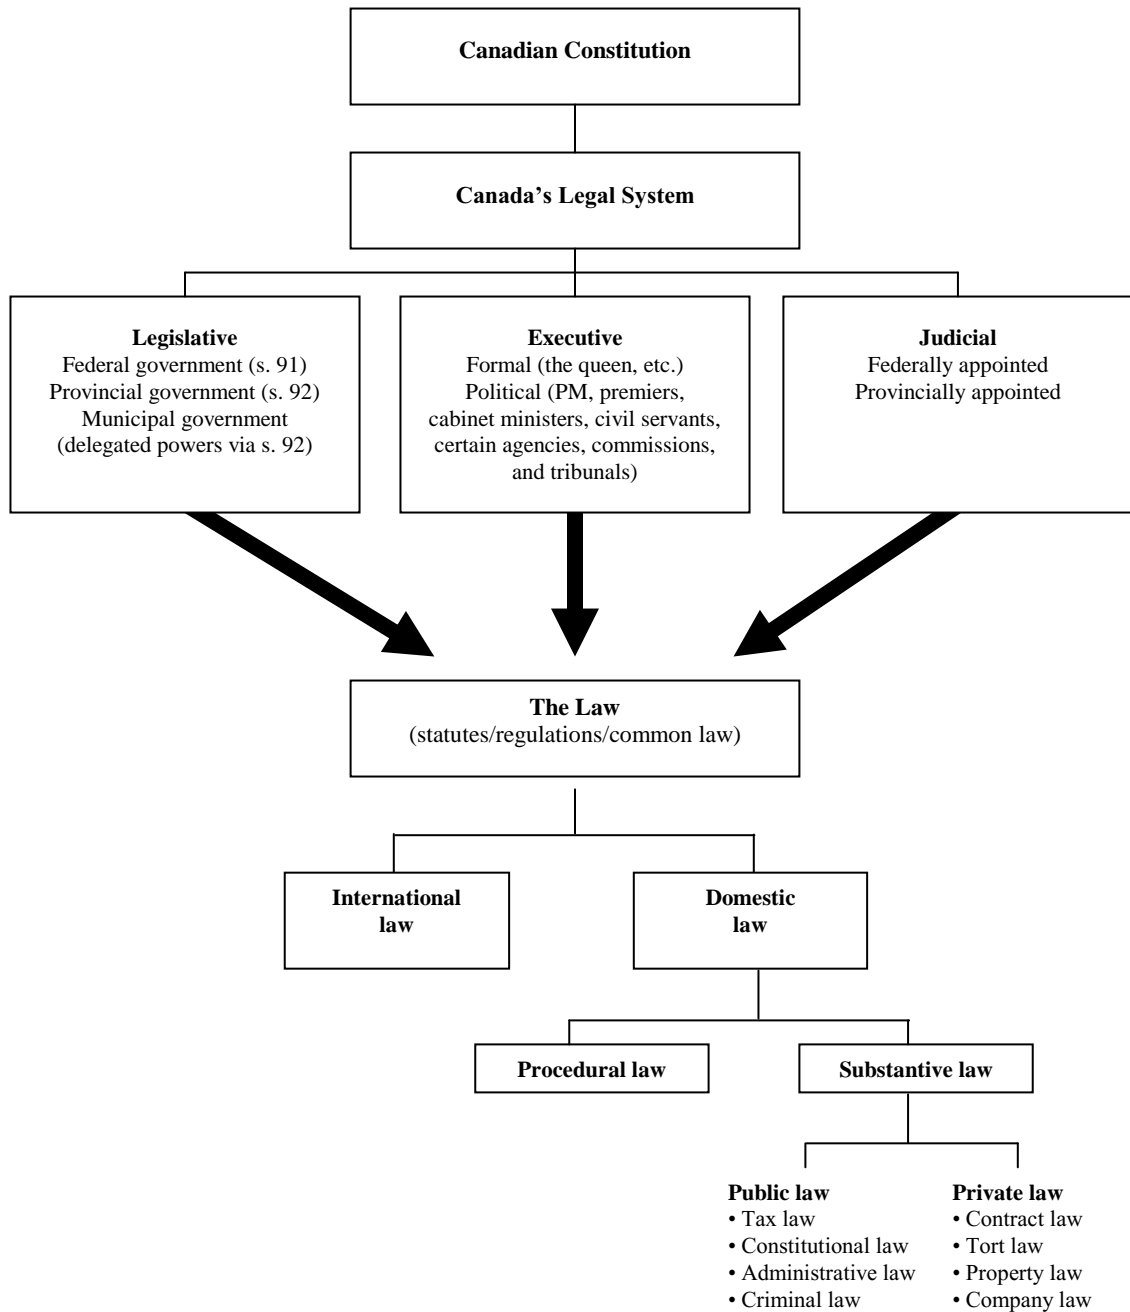 Canadian Constitution
Canada’s Legal System
Legislative
Federal government (s. 91)
Provincial government (s. 92)
Municipal government
(delegated powers via s. 92)
Executive
Formal (the queen, etc.)
Political (PM, premiers,
cabinet ministers, civil servants,
certain agencies, commissions,
and tribunals)
Judicial
Federally appointed
Provincially appointed
The Law
(statutes/regulations/common law)
International
law
Domestic
law
Procedural law
Substantive law
Public law
• Tax law
• Constitutional law
• Administrative law
• Criminal law
Private law
• Contract law
• Tort law
• Property law
• Company law